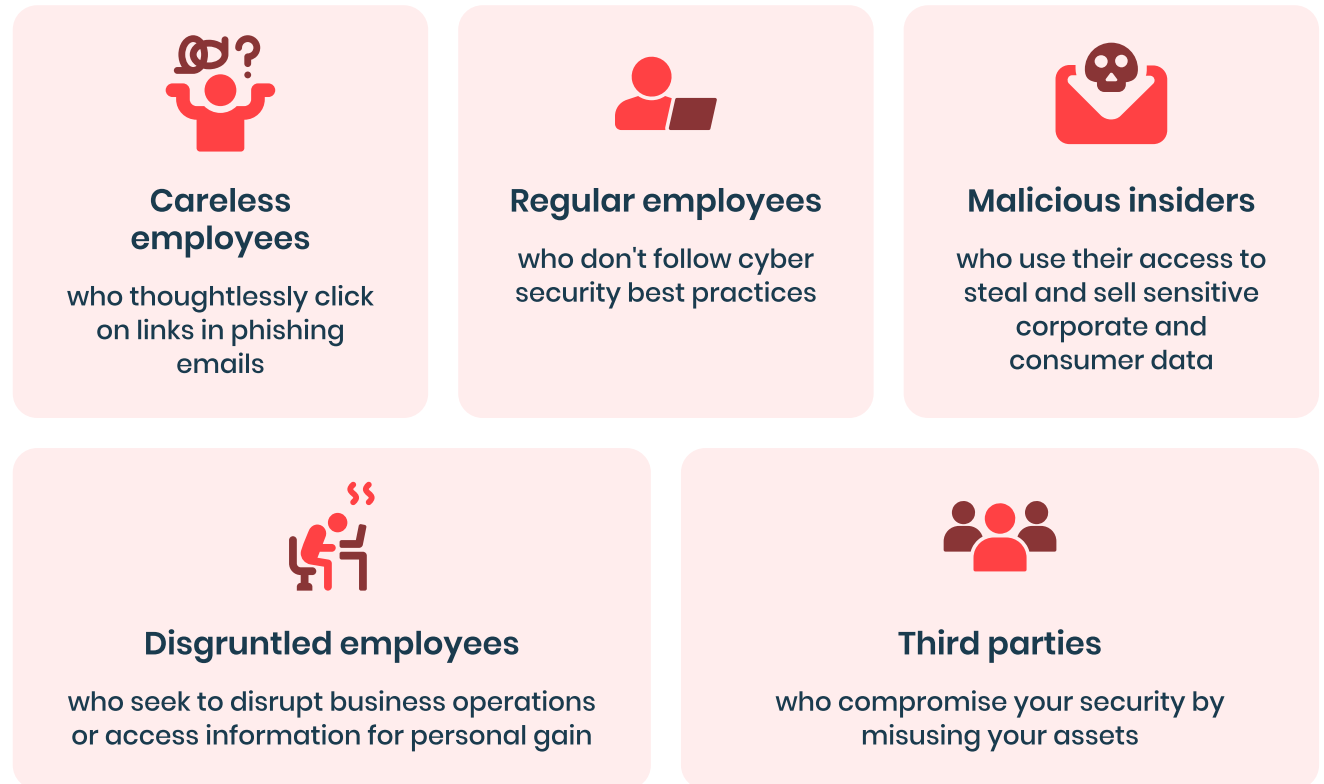 Careless
employees
who thoughtlessly click
on links in phishing
emails
Regular employees
who don't follow cyber
security best practices
Malicious insiders
who use their access to
steal and sell sensitive
corporate and
consumer data
Disgruntled employees
who seek to disrupt business operations
or access information for personal gain
Third parties
who compromise your security by
misusing your assets